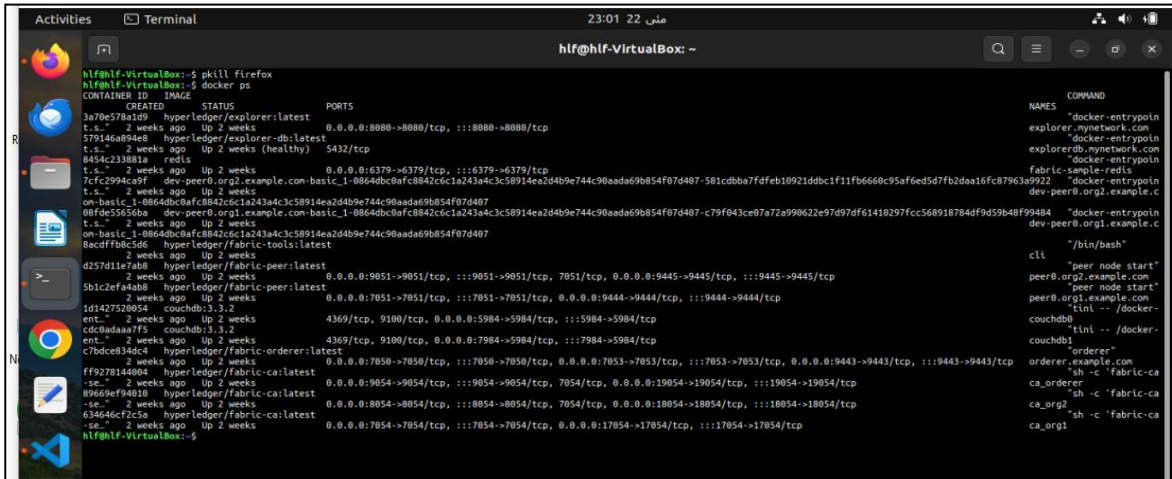 Activities Terminal 23:01 22 مئی
hlf@hlf-VirtualBox: ~
hlf@hlf-VirtualBox:~$ pkill firefox
hlf@hlf-VirtualBox:~$ docker ps
CONTAINER ID IMAGE COMMAND
CREATED STATUS PORTS NAMES
3a70e578a1d9 hyperledger/explorer:latest "docker-entrypoin
t.s…" 2 weeks ago Up 2 weeks 0.0.0.0:8080->8080/tcp, :::8080->8080/tcp explorer.mynetwork.com
579146a894e8 hyperledger/explorer-db:latest "docker-entrypoin
t.s…" 2 weeks ago Up 2 weeks (healthy) 5432/tcp explorerdb.mynetwork.com
8454c233881a redis "docker-entrypoin
t.s…" 2 weeks ago Up 2 weeks 0.0.0.0:6379->6379/tcp, :::6379->6379/tcp fabric-sample-redis
7cfc2994ca9f dev-peer0.org2.example.com-basic_1-0864dbc0afc8842c6c1a243a4c3c58914ea2d4b9e744c90aada69b854f07d407-581cdbba7fdfeb10921ddbc1f11fb6660c95af6ed5d7fb2daa16fc87963a9922 "docker-entrypoin
t.s…" 2 weeks ago Up 2 weeks dev-peer0.org2.example.c
om-basic_1-0864dbc0afc8842c6c1a243a4c3c58914ea2d4b9e744c90aada69b854f07d407
08fde55656ba dev-peer0.org1.example.com-basic_1-0864dbc0afc8842c6c1a243a4c3c58914ea2d4b9e744c90aada69b854f07d407-c79f043ce07a72a990622e97d97df61410297fcc568918784df9d59b48f99484 "docker-entrypoin
t.s…" 2 weeks ago Up 2 weeks dev-peer0.org1.example.c
om-basic_1-0864dbc0afc8842c6c1a243a4c3c58914ea2d4b9e744c90aada69b854f07d407
8acdffb8c5d6 hyperledger/fabric-tools:latest "/bin/bash"
2 weeks ago Up 2 weeks cli
d257d11e7ab8 hyperledger/fabric-peer:latest "peer node start"
2 weeks ago Up 2 weeks 0.0.0.0:9051->9051/tcp, :::9051->9051/tcp, 7051/tcp, 0.0.0.0:9445->9445/tcp, :::9445->9445/tcp peer0.org2.example.com
5b1c2efa4ab8 hyperledger/fabric-peer:latest "peer node start"
2 weeks ago Up 2 weeks 0.0.0.0:7051->7051/tcp, :::7051->7051/tcp, 0.0.0.0:9444->9444/tcp, :::9444->9444/tcp peer0.org1.example.com
1d1427520054 couchdb:3.3.2 "tini -- /docker-
ent…" 2 weeks ago Up 2 weeks 4369/tcp, 9100/tcp, 0.0.0.0:5984->5984/tcp, :::5984->5984/tcp couchdb0
cdc0adaaa7f5 couchdb:3.3.2 "tini -- /docker-
ent…" 2 weeks ago Up 2 weeks 4369/tcp, 9100/tcp, 0.0.0.0:7984->5984/tcp, :::7984->5984/tcp couchdb1
c7bdce834dc4 hyperledger/fabric-orderer:latest "orderer"
2 weeks ago Up 2 weeks 0.0.0.0:7050->7050/tcp, :::7050->7050/tcp, 0.0.0.0:7053->7053/tcp, :::7053->7053/tcp, 0.0.0.0:9443->9443/tcp, :::9443->9443/tcp orderer.example.com
ff9278144004 hyperledger/fabric-ca:latest "sh -c 'fabric-ca
-se…" 2 weeks ago Up 2 weeks 0.0.0.0:9054->9054/tcp, :::9054->9054/tcp, 7054/tcp, 0.0.0.0:19054->19054/tcp, :::19054->19054/tcp ca_orderer
89669ef94010 hyperledger/fabric-ca:latest "sh -c 'fabric-ca
-se…" 2 weeks ago Up 2 weeks 0.0.0.0:8054->8054/tcp, :::8054->8054/tcp, 7054/tcp, 0.0.0.0:18054->18054/tcp, :::18054->18054/tcp ca_org2
634646cf2c5a hyperledger/fabric-ca:latest "sh -c 'fabric-ca
-se…" 2 weeks ago Up 2 weeks 0.0.0.0:7054->7054/tcp, :::7054->7054/tcp, 0.0.0.0:17054->17054/tcp, :::17054->17054/tcp ca_org1
hlf@hlf-VirtualBox:~$